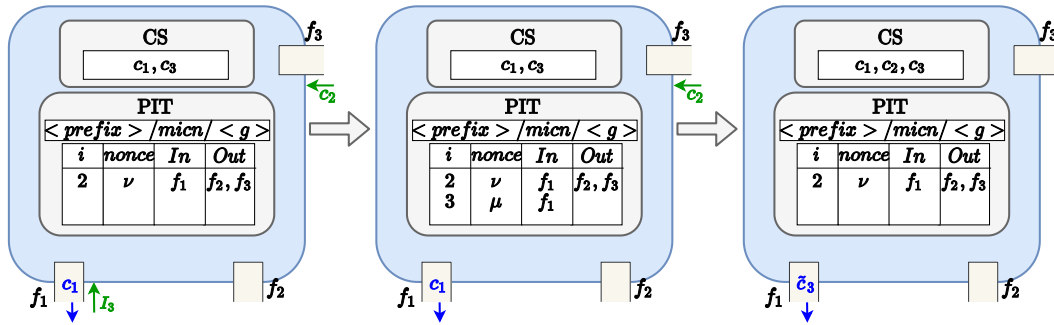 f₃
CS
c₁, c₃
c₂
PIT
< prefix > /micn/ < g >
i nonce In Out
2 ν f₁ f₂, f₃
c₁
f₁
I₃
f₂
f₃
CS
c₁, c₃
c₂
PIT
< prefix > /micn/ < g >
i nonce In Out
2 ν f₁ f₂, f₃
3 μ f₁
c₁
f₁
f₂
f₃
CS
c₁, c₂, c₃
PIT
< prefix > /micn/ < g >
i nonce In Out
2 ν f₁ f₂, f₃
c̃₃
f₁
f₂